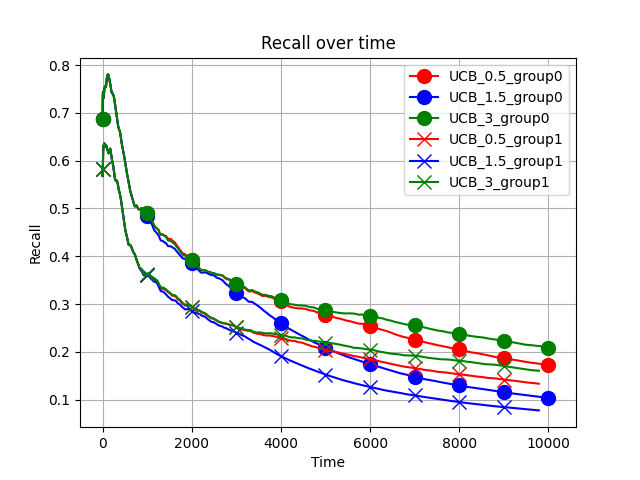 Recall over time
0.8
0.7
0.6
0.5
0.4
0.3
0.2
0.1
Recall
UCB_0.5_group0
UCB_1.5_group0
UCB_3_group0
UCB_0.5_group1
UCB_1.5_group1
UCB_3_group1
0 2000 4000 6000 8000 10000
Time